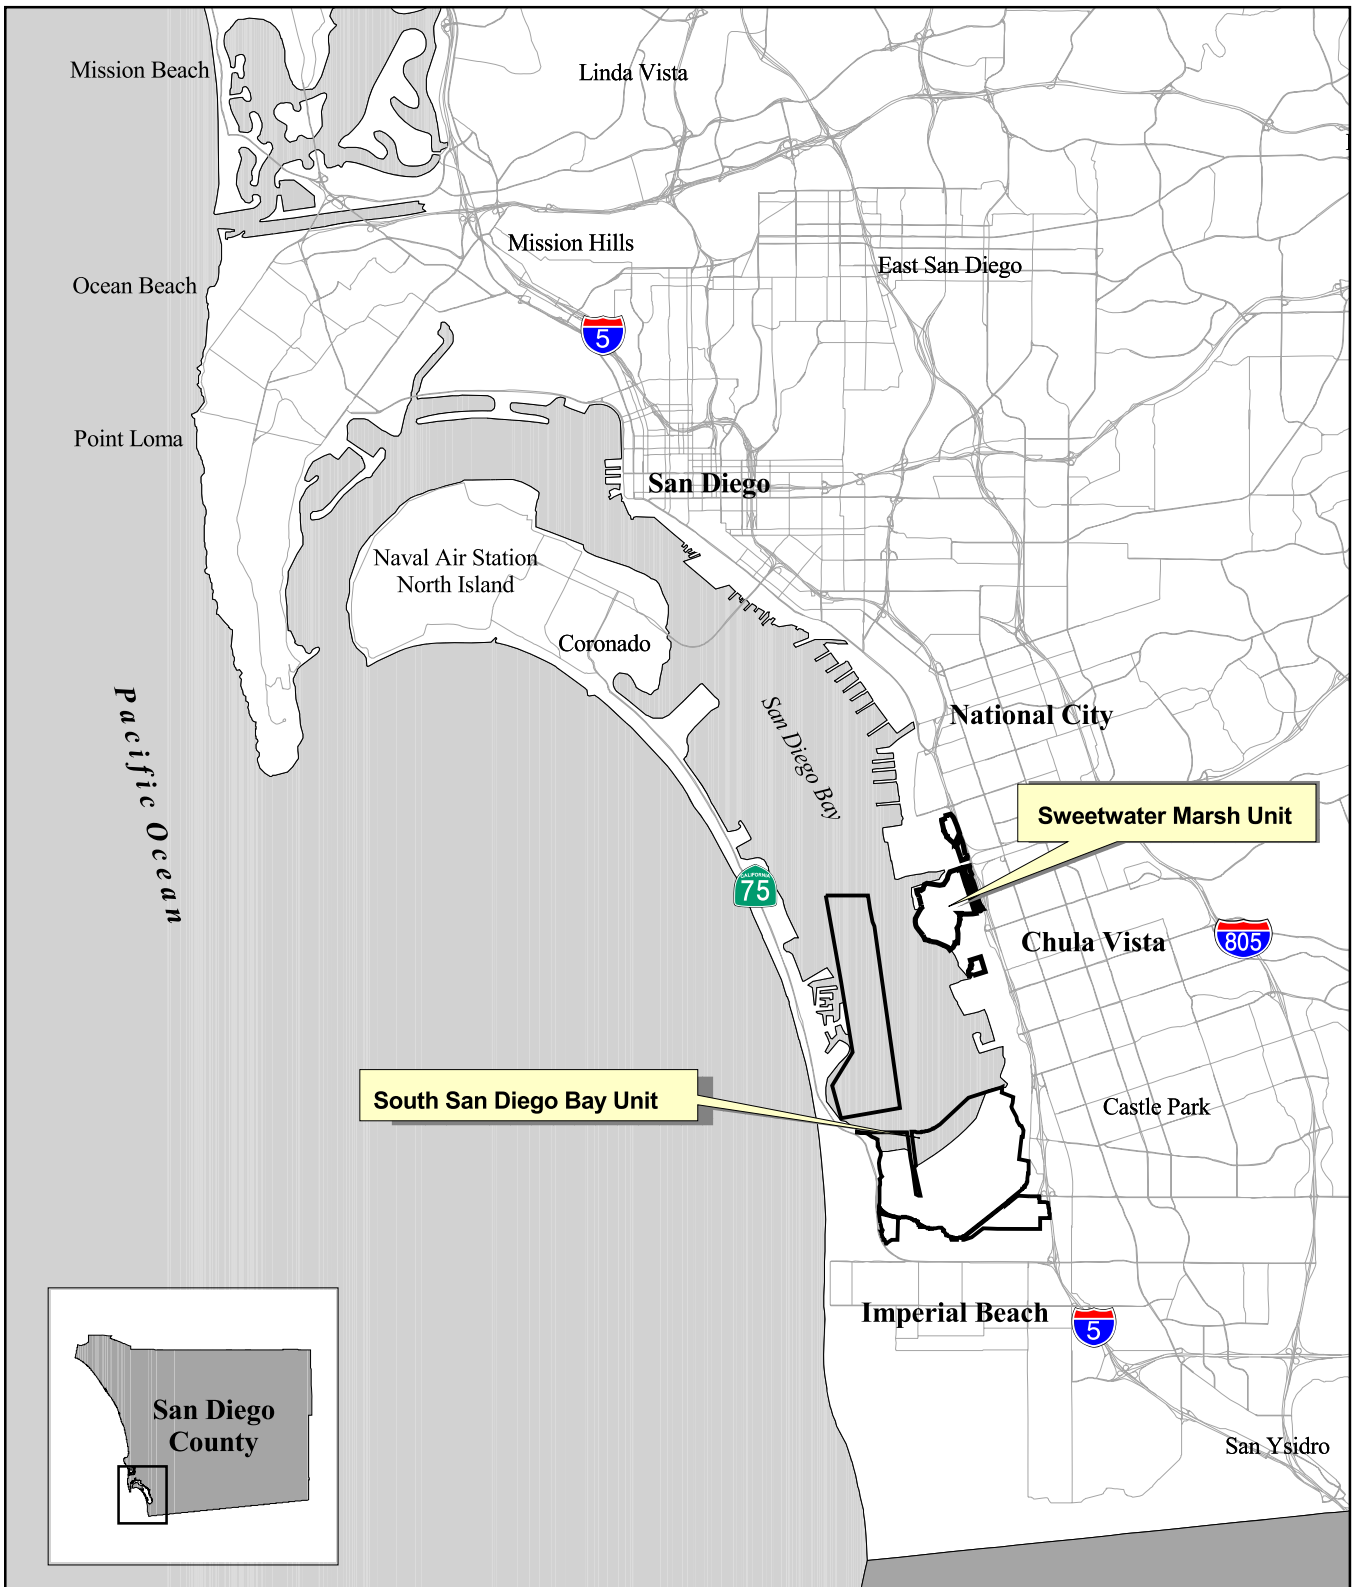 Mission Beach
Linda Vista
Mission Hills
East San Diego
Ocean Beach
5
Point Loma
San Diego
Naval Air Station
North Island
Coronado
Pacific Ocean
San Diego Bay
National City
Sweetwater Marsh Unit
CALIFORNIA
75
Chula Vista
805
South San Diego Bay Unit
Castle Park
Imperial Beach
5
San Diego
County
San Ysidro